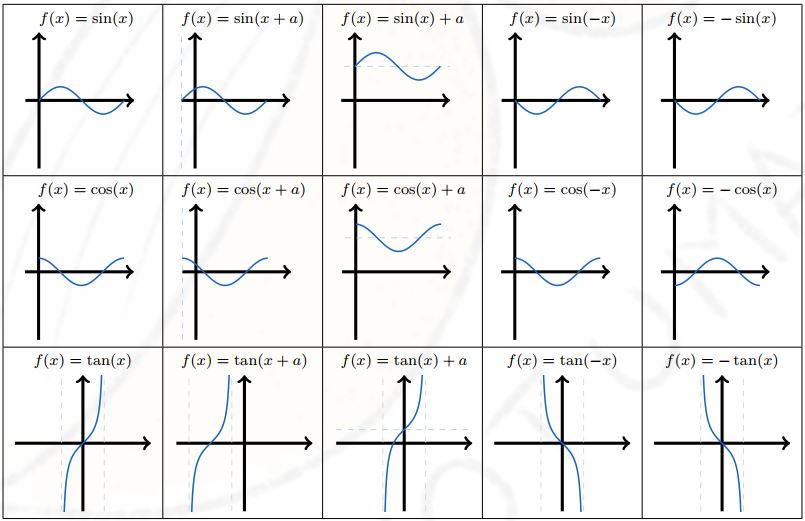 f(x) = sin(x)
f(x) = sin(x + a)
f(x) = sin(x) + a
f(x) = sin(−x)
f(x) = − sin(x)
f(x) = cos(x)
f(x) = cos(x + a)
f(x) = cos(x) + a
f(x) = cos(−x)
f(x) = − cos(x)
f(x) = tan(x)
f(x) = tan(x + a)
f(x) = tan(x) + a
f(x) = tan(−x)
f(x) = − tan(x)